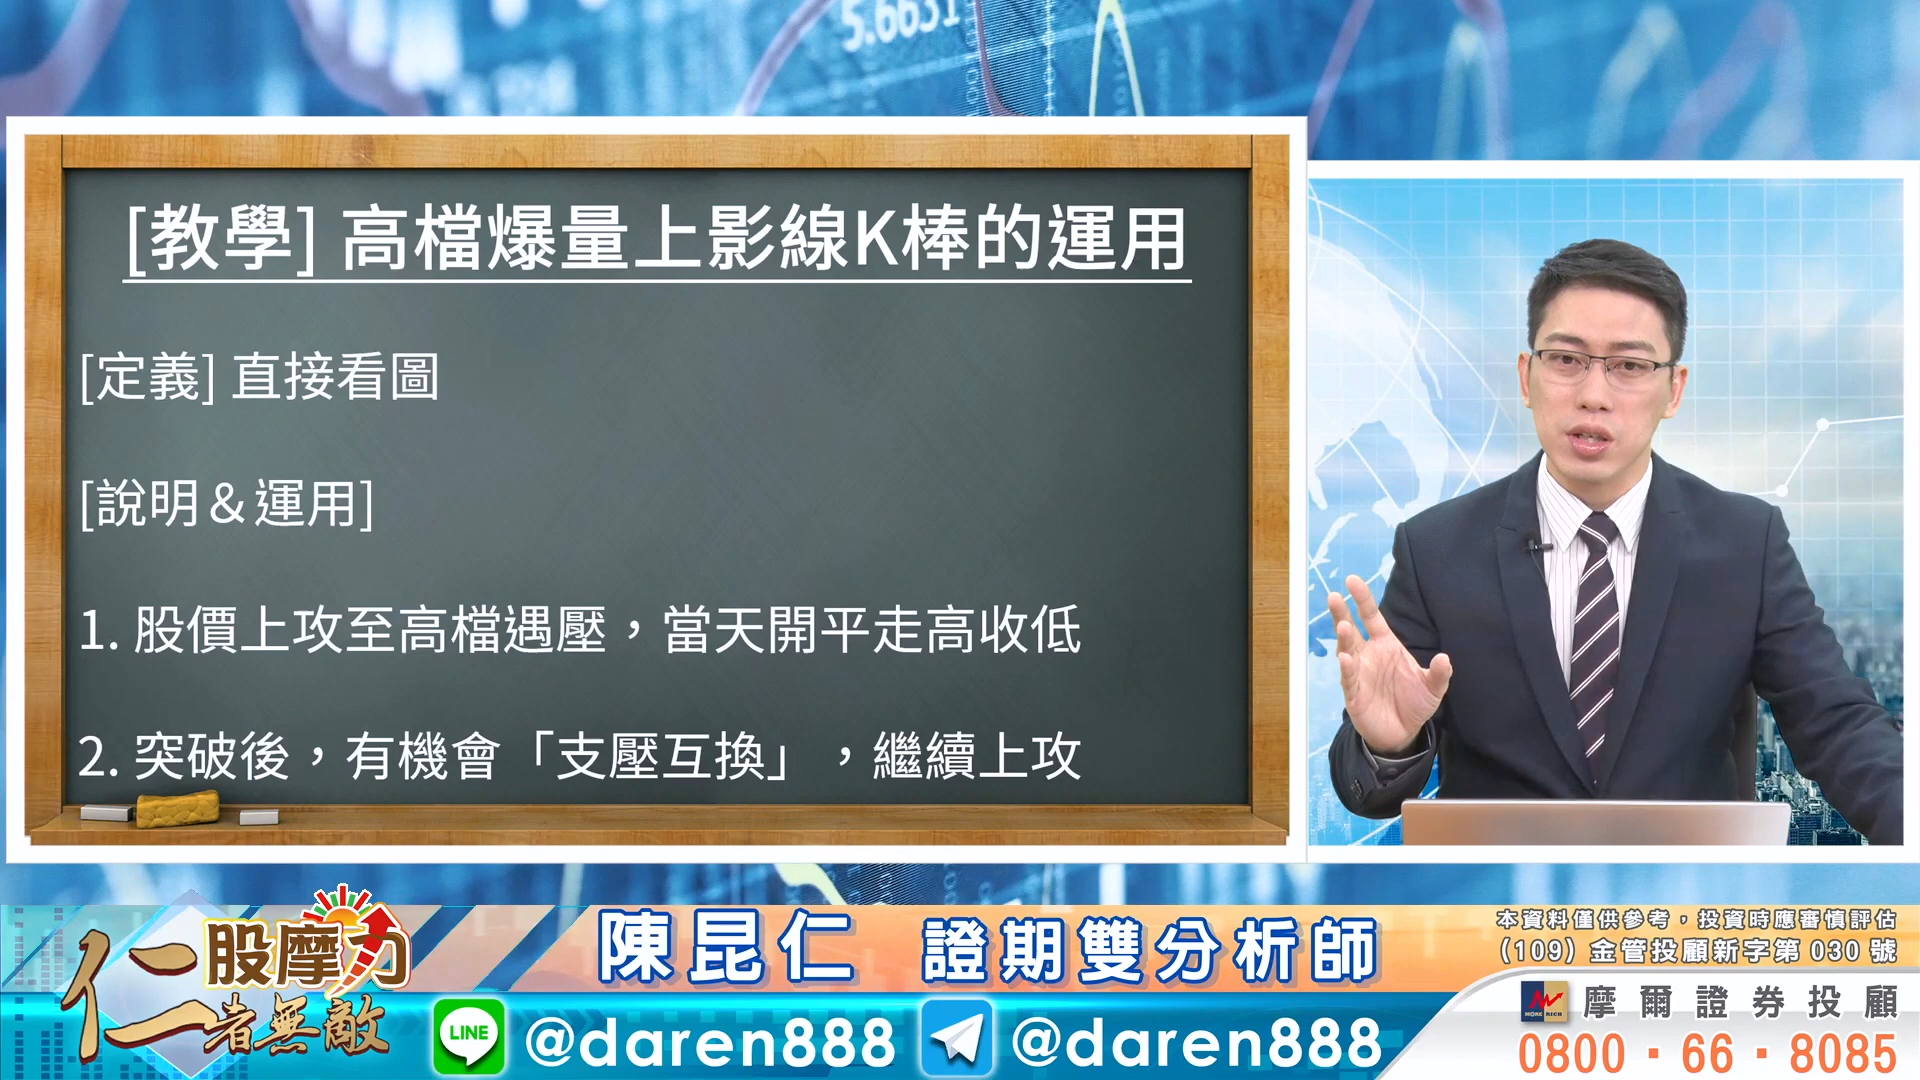 5.6631
[教學] 高檔爆量上影線K棒的運用
[定義] 直接看圖
[說明＆運用]
1. 股價上攻至高檔遇壓，當天開平走高收低
2. 突破後，有機會「支壓互換」，繼續上攻
股摩力
仁者無敵
陳昆仁 證期雙分析師
LINE @daren888 @daren888
本資料僅供參考，投資時應審慎評估
（109）金管投顧新字第 030 號
MORE RICH 摩爾證券投顧
0800·66·8085